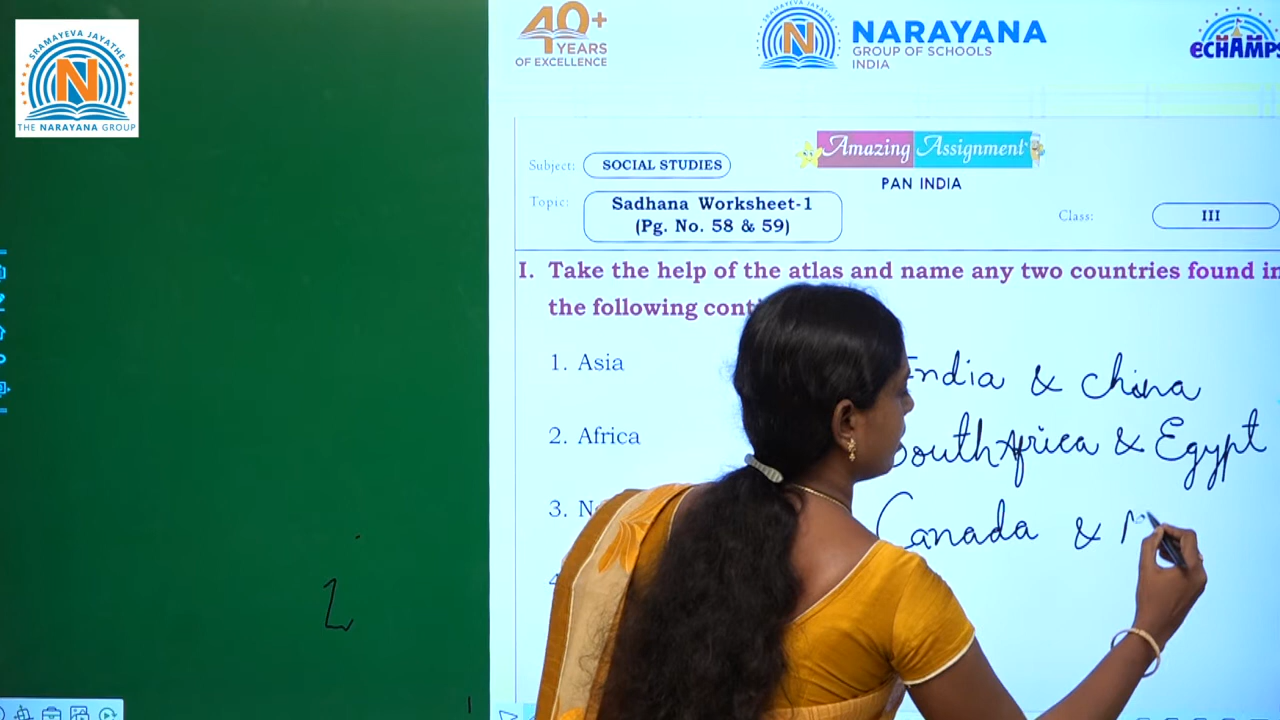 SRAMAYEVA JAYATHE
N
THE NARAYANA GROUP
40+
YEARS
OF EXCELLENCE
N
NARAYANA
GROUP OF SCHOOLS
INDIA
eCHAMPS
Amazing Assignment
PAN INDIA
Subject: SOCIAL STUDIES
Topic: Sadhana Worksheet-1
(Pg. No. 58 & 59)
Class: III
I. Take the help of the atlas and name any two countries found in
the following
1. Asia
India & China
2. Africa
South Africa & Egypt
3. N
Canada &